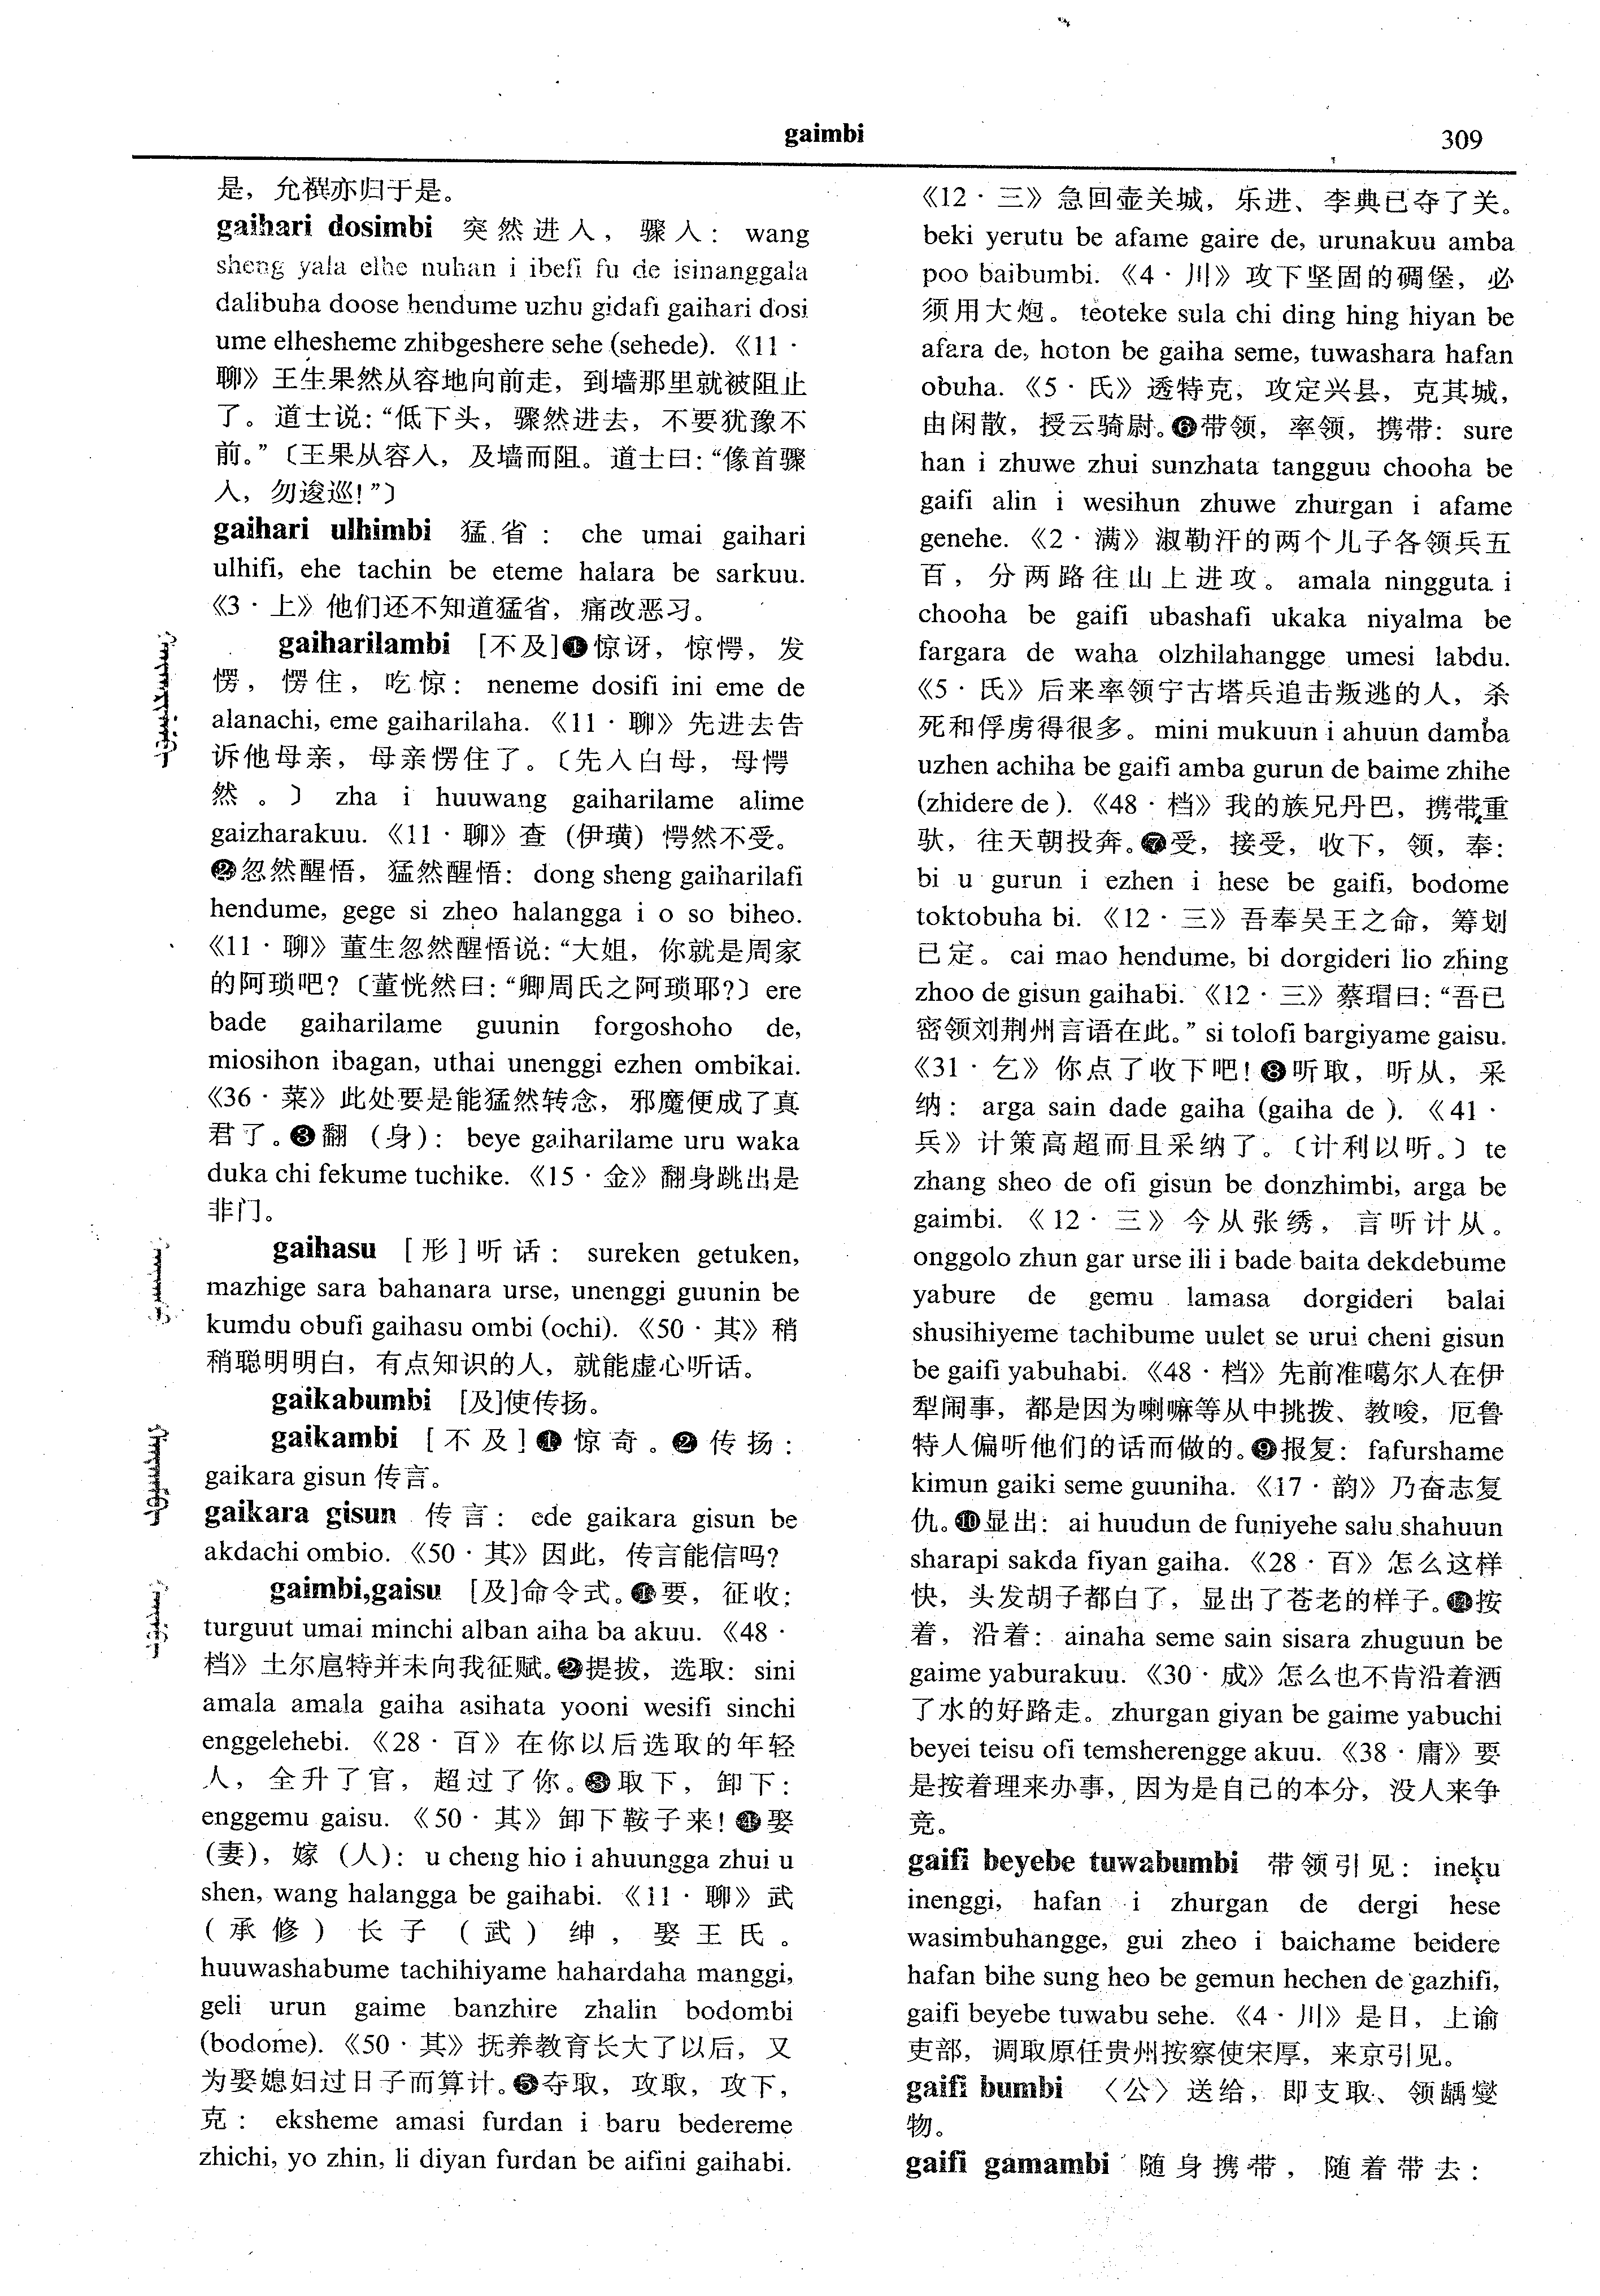 gaimbi
309
是，允禩亦归于是。
gaihari dosimbi 突然进入，骤入： wang
sheng yala elhe nuhan i ibefi fu de isinanggala
dalibuha doose hendume uzhu gidafi gaihari dosi
ume elhesheme zhibgeshere sehe (sehede). 《11 ·
聊》王生果然从容地向前走，到墙那里就被阻止
了。道士说：“低下头，骤然进去，不要犹豫不
前。”〔王果从容入，及墙而阻。道士曰：“像首骤
入，勿逡巡！”〕
gaihari ulhimbi 猛省： che umai gaihari
ulhifi, ehe tachin be eteme halara be sarkuu.
《3 · 上》他们还不知道猛省，痛改恶习。
gaiharilambi [不及]❶惊讶，惊愕，发
愣，愣住，吃惊： neneme dosifi ini eme de
alanachi, eme gaiharilaha. 《11 · 聊》先进去告
诉他母亲，母亲愣住了。〔先入白母，母愕
然。〕 zha i huuwang gaiharilame alime
gaizharakuu. 《11 · 聊》查（伊璜）愕然不受。
❷忽然醒悟，猛然醒悟： dong sheng gaiharilafi
hendume, gege si zheo halangga i o so biheo.
《11 · 聊》董生忽然醒悟说：“大姐，你就是周家
的阿琐吧？〔董恍然曰：“卿周氏之阿琐耶？〕 ere
bade gaiharilame guunin forgoshoho de,
miosihon ibagan, uthai unenggi ezhen ombikai.
《36 · 菜》此处要是能猛然转念，邪魔便成了真
君了。❸翻（身）： beye gaiharilame uru waka
duka chi fekume tuchike. 《15 · 金》翻身跳出是
非门。
gaihasu [形]听话： sureken getuken,
mazhige sara bahanara urse, unenggi guunin be
kumdu obufi gaihasu ombi (ochi). 《50 · 其》稍
稍聪明明白，有点知识的人，就能虚心听话。
gaikabumbi [及]使传扬。
gaikambi [不及]❶惊奇。❷传扬：
gaikara gisun 传言。
gaikara gisun 传言： ede gaikara gisun be
akdachi ombio. 《50 · 其》因此，传言能信吗？
gaimbi,gaisu [及]命令式。❶要，征收：
turguut umai minchi alban aiha ba akuu. 《48 ·
档》土尔扈特并未向我征赋。❷提拔，选取： sini
amala amala gaiha asihata yooni wesifi sinchi
enggelehebi. 《28 · 百》在你以后选取的年轻
人，全升了官，超过了你。❸取下，卸下：
enggemu gaisu. 《50 · 其》卸下鞍子来！❹娶
（妻），嫁（人）： u cheng hio i ahuungga zhui u
shen, wang halangga be gaihabi. 《11 · 聊》武
（承修）长子（武）绅，娶王氏。
huuwashabume tachihiyame hahardaha manggi,
geli urun gaime banzhire zhalin bodombi
(bodome). 《50 · 其》抚养教育长大了以后，又
为娶媳妇过日子而算计。❺夺取，攻取，攻下，
克： eksheme amasi furdan i baru bedereme
zhichi, yo zhin, li diyan furdan be aifini gaihabi.
《12 · 三》急回壶关城，乐进、李典已夺了关。
beki yerutu be afame gaire de, urunakuu amba
poo baibumbi. 《4 · 川》攻下坚固的碉堡，必
须用大炮。 teoteke sula chi ding hing hiyan be
afara de, hoton be gaiha seme, tuwashara hafan
obuha. 《5 · 氏》透特克，攻定兴县，克其城，
由闲散，授云骑尉。❻带领，率领，携带： sure
han i zhuwe zhui sunzhata tangguu chooha be
gaifi alin i wesihun zhuwe zhurgan i afame
genehe. 《2 · 满》淑勒汗的两个儿子各领兵五
百，分两路往山上进攻。 amala ningguta i
chooha be gaifi ubashafi ukaka niyalma be
fargara de waha olzhilahangge umesi labdu.
《5 · 氏》后来率领宁古塔兵追击叛逃的人，杀
死和俘虏得很多。 mini mukuun i ahuun damba
uzhen achiha be gaifi amba gurun de baime zhihe
(zhidere de ). 《48 · 档》我的族兄丹巴，携带重
驮，往天朝投奔。❼受，接受，收下，领，奉：
bi u gurun i ezhen i hese be gaifi, bodome
toktobuha bi. 《12 · 三》吾奉吴王之命，筹划
已定。 cai mao hendume, bi dorgideri lio zhing
zhoo de gisun gaihabi. 《12 · 三》蔡瑁曰：“吾已
密领刘荆州言语在此。” si tolofi bargiyame gaisu.
《31 · 乞》你点了收下吧！❽听取，听从，采
纳： arga sain dade gaiha (gaiha de ). 《41 ·
兵》计策高超而且采纳了。〔计利以听。〕 te
zhang sheo de ofi gisun be donzhimbi, arga be
gaimbi. 《12 · 三》今从张绣，言听计从。
onggolo zhun gar urse ili i bade baita dekdebume
yabure de gemu lamasa dorgideri balai
shusihiyeme tachibume uulet se urui cheni gisun
be gaifi yabuhabi. 《48 · 档》先前准噶尔人在伊
犁闹事，都是因为喇嘛等从中挑拨、教唆，厄鲁
特人偏听他们的话而做的。❾报复： fafurshame
kimun gaiki seme guuniha. 《17 · 韵》乃奋志复
仇。❿显出： ai huudun de funiyehe salu shahuun
sharapi sakda fiyan gaiha. 《28 · 百》怎么这样
快，头发胡子都白了，显出了苍老的样子。⓫按
着，沿着： ainaha seme sain sisara zhuguun be
gaime yaburakuu. 《30 · 成》怎么也不肯沿着洒
了水的好路走。 zhurgan giyan be gaime yabuchi
beyei teisu ofi temsherengge akuu. 《38 · 庸》要
是按着理来办事，因为是自己的本分，没人来争
竞。
gaifi beyebe tuwabumbi 带领引见： ineku
inenggi, hafan i zhurgan de dergi hese
wasimbuhangge, gui zheo i baichame beidere
hafan bihe sung heo be gemun hechen de gazhifi,
gaifi beyebe tuwabu sehe. 《4 · 川》是日，上谕
吏部，调取原任贵州按察使宋厚，来京引见。
gaifi bumbi 〈公〉送给，即支取、领
物。
gaifi gamambi 随身携带，随着带去：